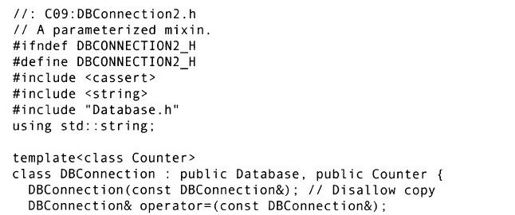 //: C09:DBConnection2.h
// A parameterized mixin.
#ifndef DBCONNECTION2_H
#define DBCONNECTION2_H
#include <cassert>
#include <string>
#include "Database.h"
using std::string;

template<class Counter>
class DBConnection : public Database, public Counter {
  DBConnection(const DBConnection&); // Disallow copy
  DBConnection& operator=(const DBConnection&);